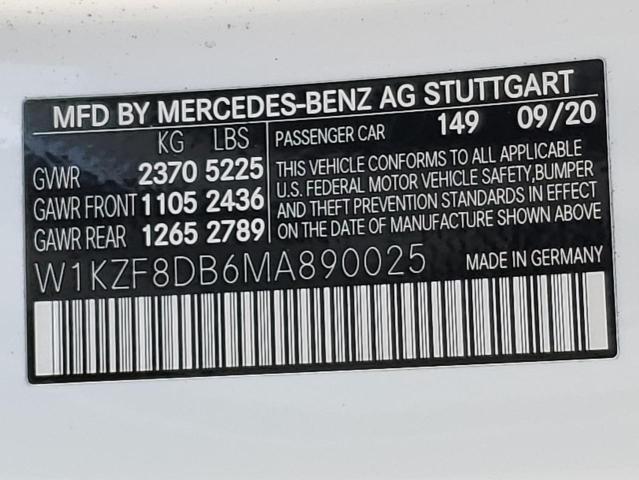 MFD BY MERCEDES-BENZ AG STUTTGART
KG LBS PASSENGER CAR 149 09/20
GVWR 2370 5225
GAWR FRONT 1105 2436
GAWR REAR 1265 2789
THIS VEHICLE CONFORMS TO ALL APPLICABLE
U.S. FEDERAL MOTOR VEHICLE SAFETY,BUMPER
AND THEFT PREVENTION STANDARDS IN EFFECT
ON THE DATE OF MANUFACTURE SHOWN ABOVE.
W1KZF8DB6MA890025 MADE IN GERMANY